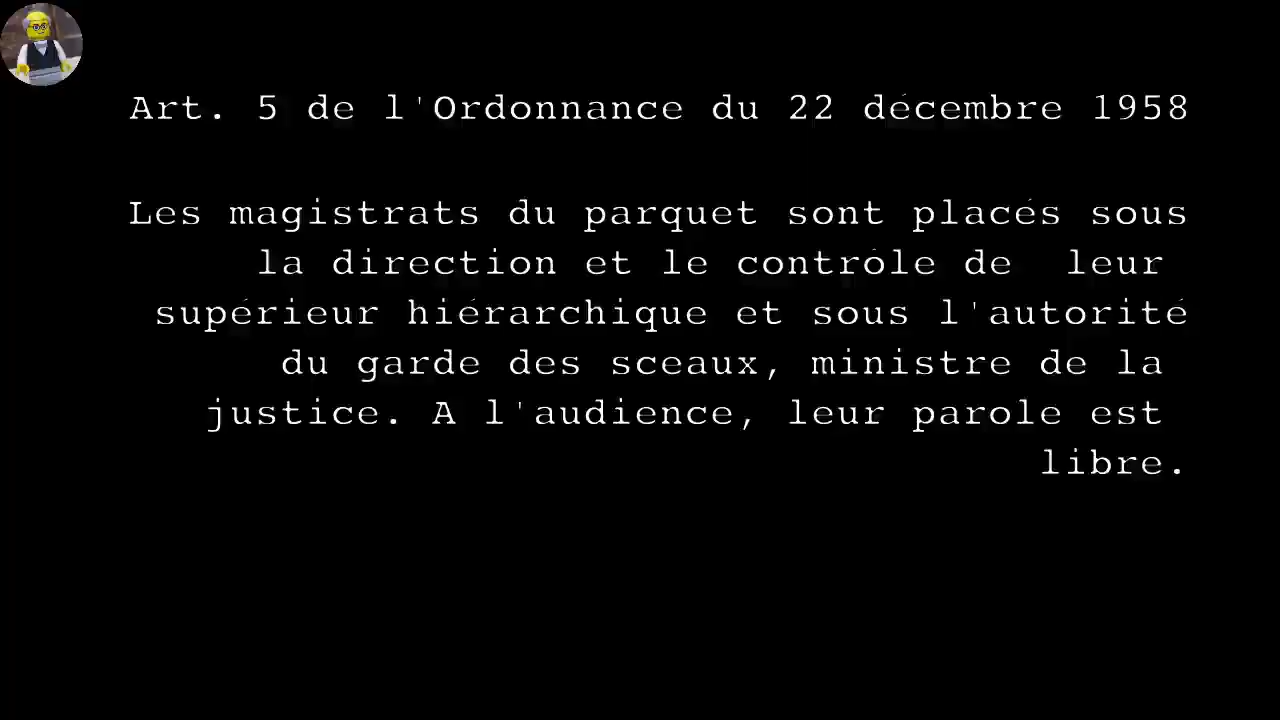 Art. 5 de l'Ordonnance du 22 décembre 1958
Les magistrats du parquet sont placés sous
la direction et le contrôle de leur
supérieur hiérarchique et sous l'autorité
du garde des sceaux, ministre de la
justice. A l'audience, leur parole est
libre.